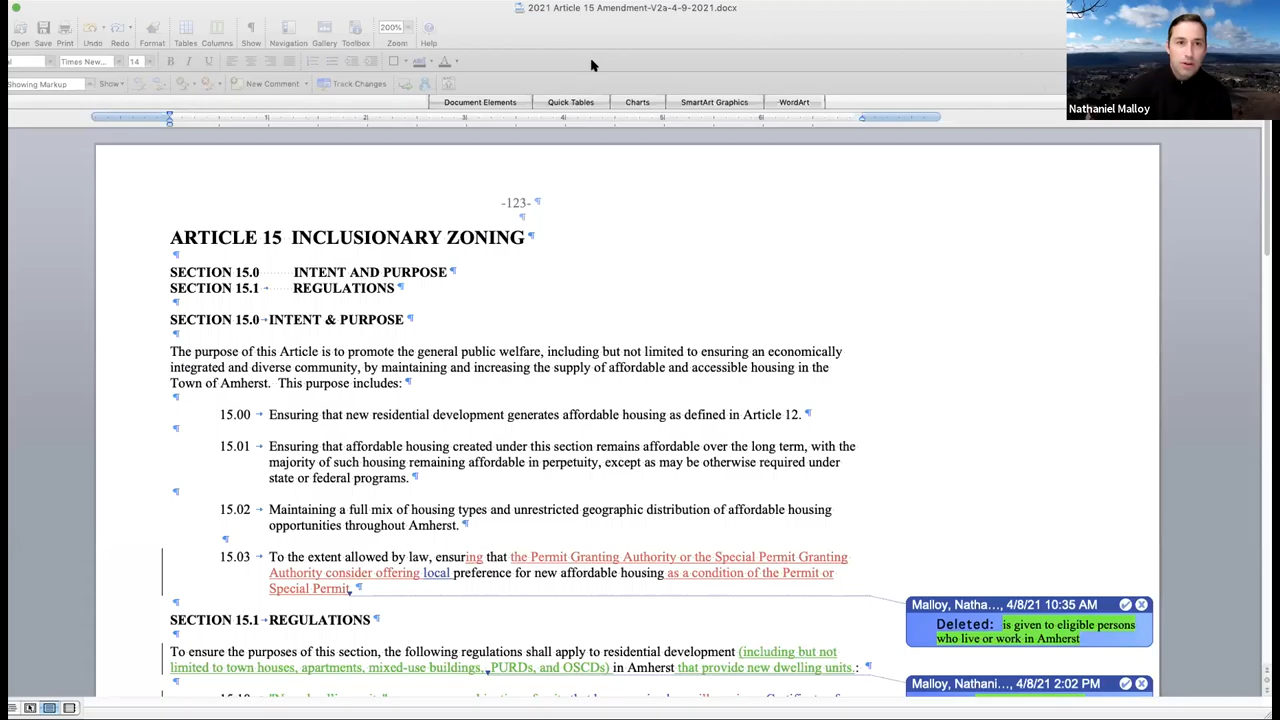 2021 Article 15 Amendment-V2a-4-9-2021.docx
200%
Open Save Print Undo Redo Format Tables Columns Show Navigation Gallery Toolbox Zoom Help
Times New... 14 B I U
Showing Markup Show New Comment Track Changes
Document Elements Quick Tables Charts SmartArt Graphics WordArt
Nathaniel Malloy
1 2 3 4 5 6
-123-
ARTICLE 15 INCLUSIONARY ZONING
SECTION 15.0 INTENT AND PURPOSE
SECTION 15.1 REGULATIONS
SECTION 15.0 INTENT & PURPOSE
The purpose of this Article is to promote the general public welfare, including but not limited to ensuring an economically
integrated and diverse community, by maintaining and increasing the supply of affordable and accessible housing in the
Town of Amherst. This purpose includes:
15.00 Ensuring that new residential development generates affordable housing as defined in Article 12.
15.01 Ensuring that affordable housing created under this section remains affordable over the long term, with the
majority of such housing remaining affordable in perpetuity, except as may be otherwise required under
state or federal programs.
15.02 Maintaining a full mix of housing types and unrestricted geographic distribution of affordable housing
opportunities throughout Amherst.
15.03 To the extent allowed by law, ensuring that the Permit Granting Authority or the Special Permit Granting
Authority consider offering local preference for new affordable housing as a condition of the Permit or
Special Permit.
Malloy, Natha..., 4/8/21 10:35 AM
Deleted: is given to eligible persons
who live or work in Amherst
SECTION 15.1 REGULATIONS
To ensure the purposes of this section, the following regulations shall apply to residential development (including but not
limited to town houses, apartments, mixed-use buildings, PURDs, and OSCDs) in Amherst that provide new dwelling units.:
Malloy, Nathani..., 4/8/21 2:02 PM